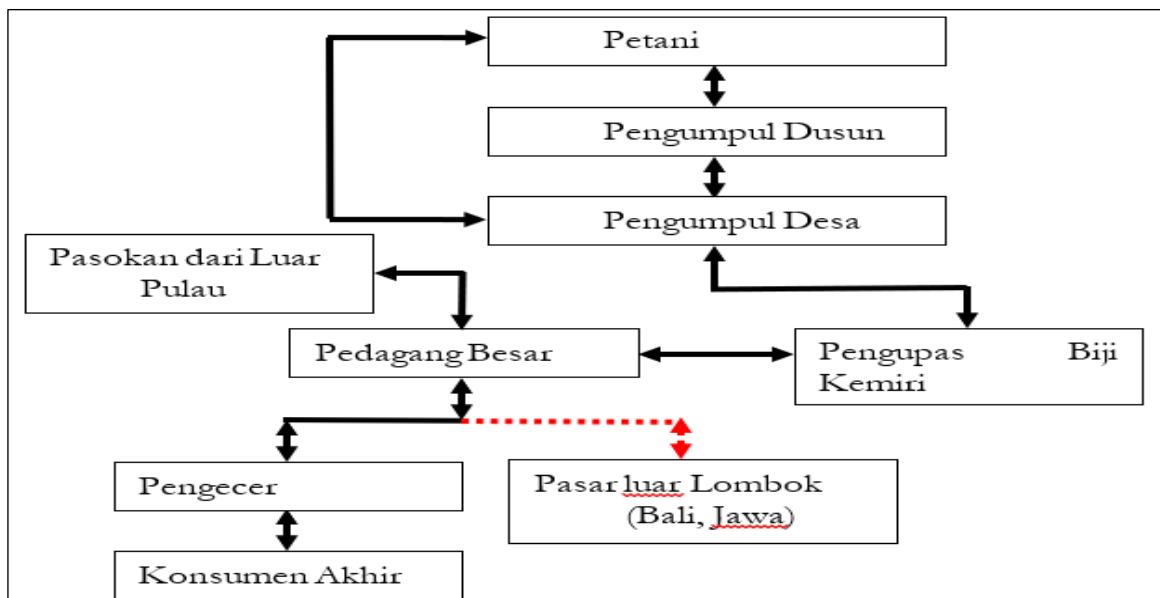 Petani
Pengumpul Dusun
Pengumpul Desa
Pasokan dari Luar
Pulau
Pedagang Besar
Pengupas Biji
Kemiri
Pengecer
Pasar luar Lombok
(Bali, Jawa)
Konsumen Akhir